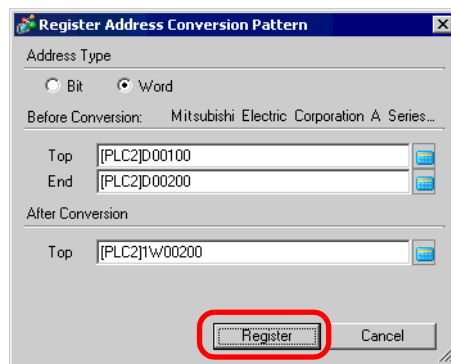 Register Address Conversion Pattern
Address Type
Bit Word
Before Conversion: Mitsubishi Electric Corporation A Series...
Top [PLC2]D00100
End [PLC2]D00200
After Conversion
Top [PLC2]1W00200
Register Cancel